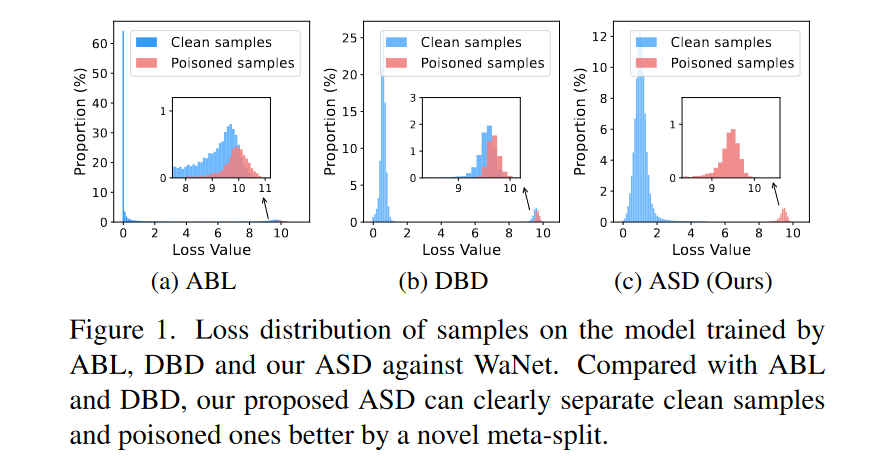 Clean samples
Poisoned samples
Proportion (%)
60
50
40
30
20
10
0
1
0
8 9 10 11
0 2 4 6 8 10
Loss Value
(a) ABL
Clean samples
Poisoned samples
Proportion (%)
25
20
15
10
5
0
3
2
1
0
9 10
0 2 4 6 8 10
Loss Value
(b) DBD
Clean samples
Poisoned samples
Proportion (%)
12
10
8
6
4
2
0
1
0
9 10
0 2 4 6 8 10
Loss Value
(c) ASD (Ours)
Figure 1. Loss distribution of samples on the model trained by
ABL, DBD and our ASD against WaNet. Compared with ABL
and DBD, our proposed ASD can clearly separate clean samples
and poisoned ones better by a novel meta-split.